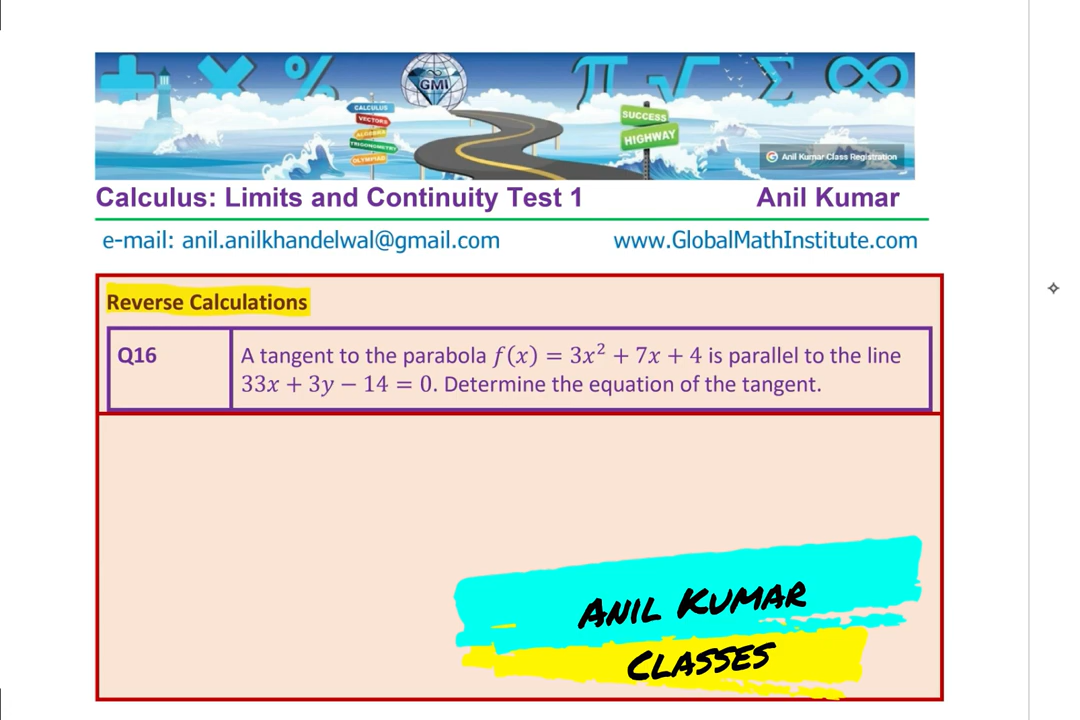 GMI
CALCULUS
VECTORS
ALGEBRA
TRIGONOMETRY
OLYMPIAD
SUCCESS
HIGHWAY
G Anil Kumar Class Registration
Calculus: Limits and Continuity Test 1 Anil Kumar
e-mail: anil.anilkhandelwal@gmail.com www.GlobalMathInstitute.com
Reverse Calculations
Q16 A tangent to the parabola f(x) = 3x² + 7x + 4 is parallel to the line
33x + 3y − 14 = 0. Determine the equation of the tangent.
ANIL KUMAR
CLASSES